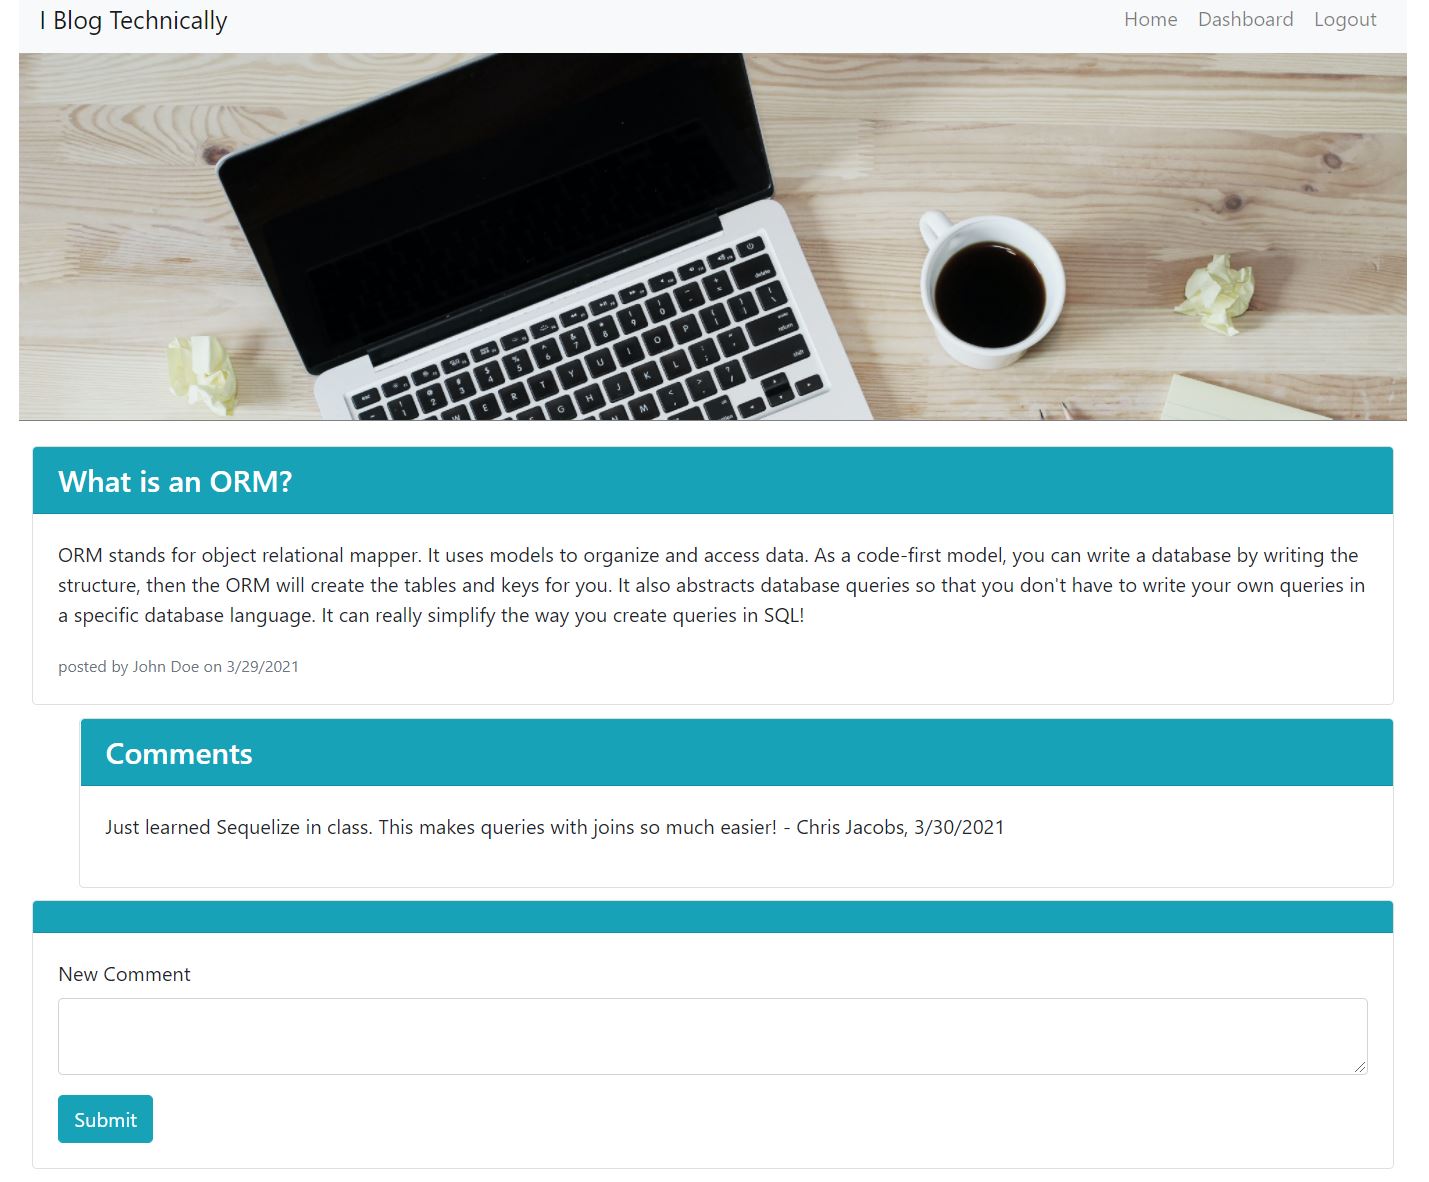 I Blog Technically
Home Dashboard Logout
What is an ORM?
ORM stands for object relational mapper. It uses models to organize and access data. As a code-first model, you can write a database by writing the
structure, then the ORM will create the tables and keys for you. It also abstracts database queries so that you don't have to write your own queries in
a specific database language. It can really simplify the way you create queries in SQL!
posted by John Doe on 3/29/2021
Comments
Just learned Sequelize in class. This makes queries with joins so much easier! - Chris Jacobs, 3/30/2021
New Comment
Submit